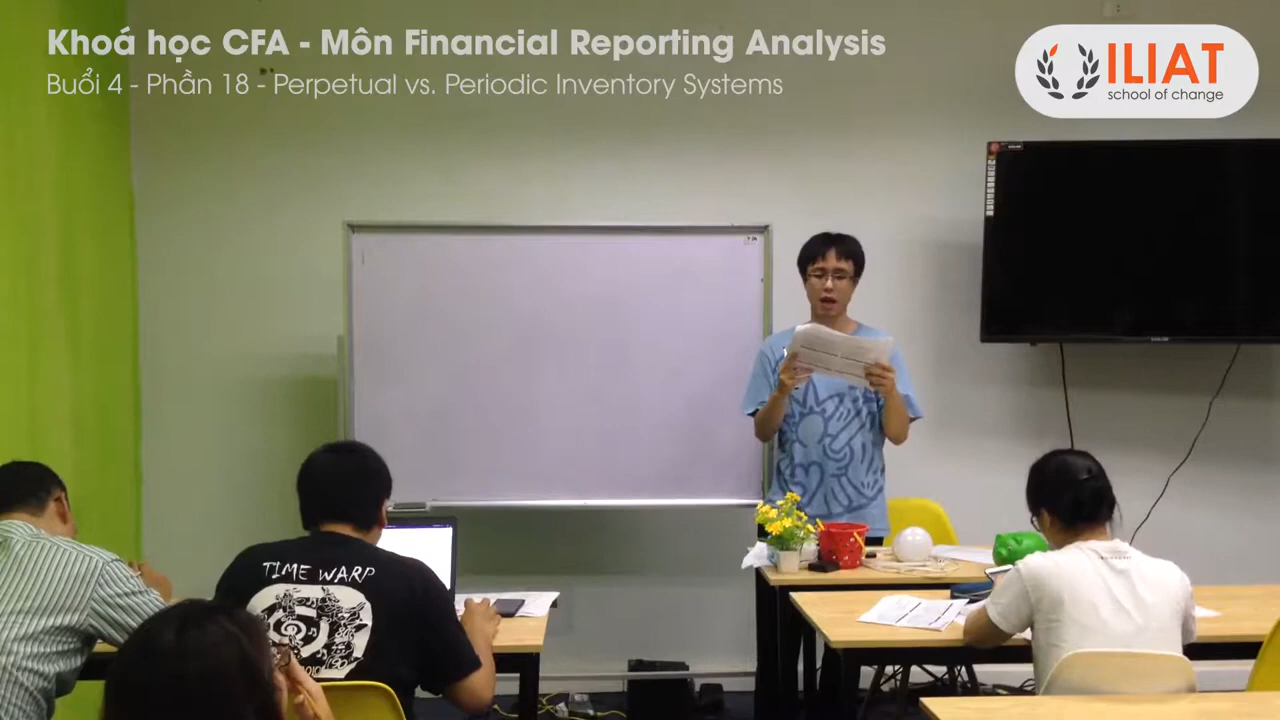 Khoá học CFA - Môn Financial Reporting Analysis
Buổi 4 - Phần 18 - Perpetual vs. Periodic Inventory Systems
ILIAT
school of change
TIME WARP